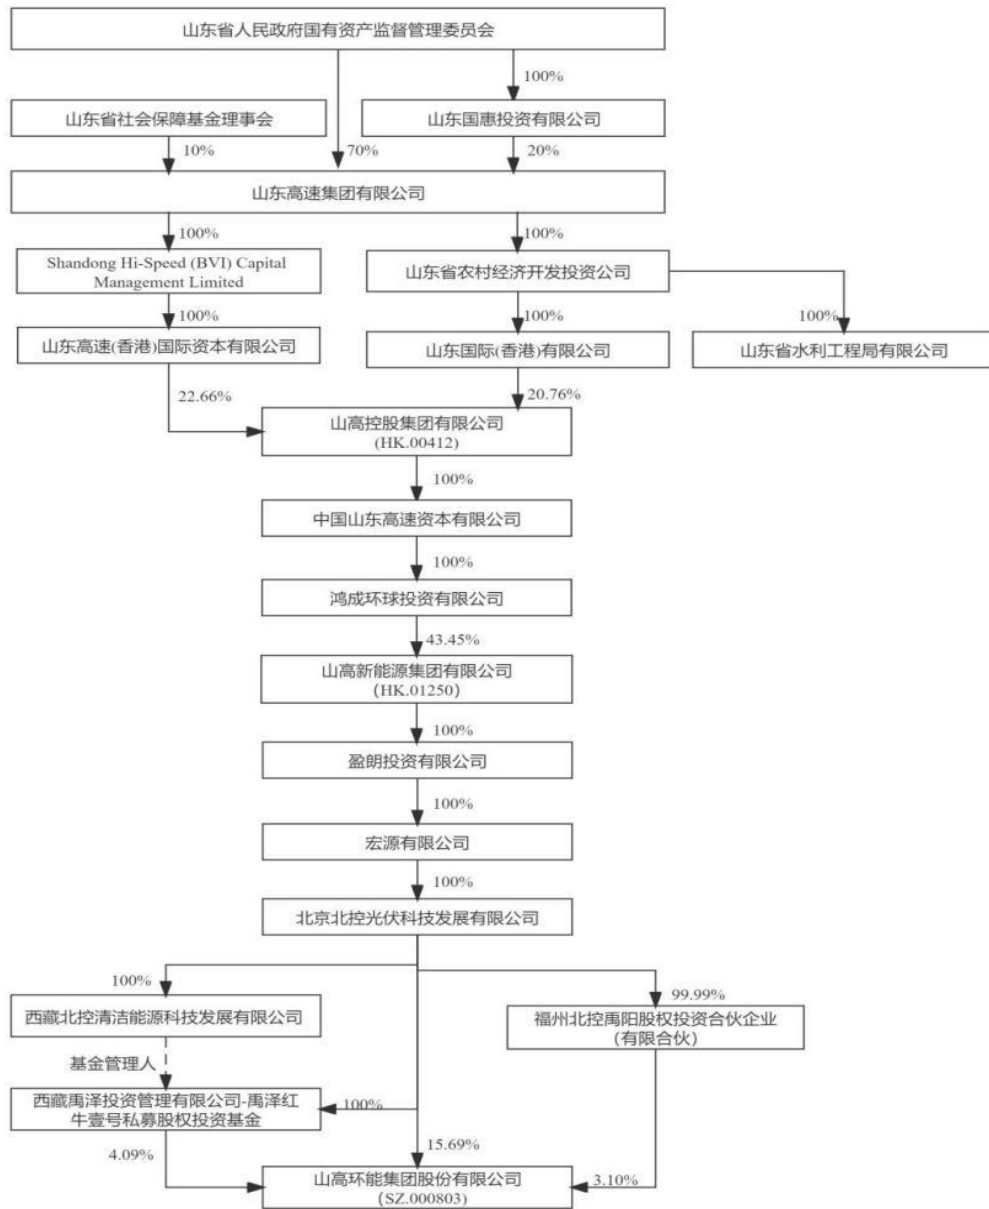 山东省人民政府国有资产监督管理委员会
100%
山东省社会保障基金理事会
山东国惠投资有限公司
10%
70%
20%
山东高速集团有限公司
100%
100%
Shandong Hi-Speed (BVI) Capital
Management Limited
山东省农村经济开发投资公司
100%
100%
100%
山东高速(香港)国际资本有限公司
山东国际(香港)有限公司
山东省水利工程局有限公司
22.66%
20.76%
山高控股集团有限公司
(HK.00412)
100%
中国山东高速资本有限公司
100%
鸿成环球投资有限公司
43.45%
山高新能源集团有限公司
(HK.01250)
100%
盈朗投资有限公司
100%
宏源有限公司
100%
北京北控光伏科技发展有限公司
100%
99.99%
西藏北控清洁能源科技发展有限公司
福州北控禹阳股权投资合伙企业
(有限合伙)
基金管理人
西藏禹泽投资管理有限公司-禹泽红
牛壹号私募股权投资基金
100%
4.09%
15.69%
3.10%
山高环能集团股份有限公司
(SZ.000803)